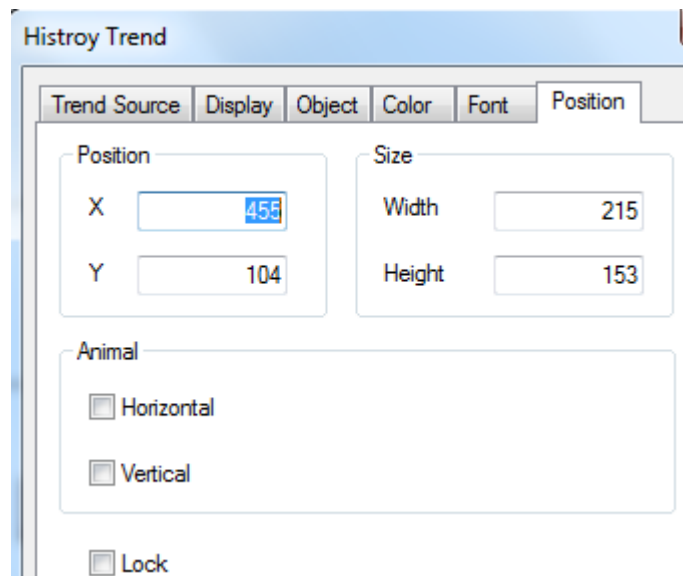 Histroy Trend
Trend Source Display Object Color Font Position
Position
X 455
Y 104
Size
Width 215
Height 153
Animal
Horizontal
Vertical
Lock